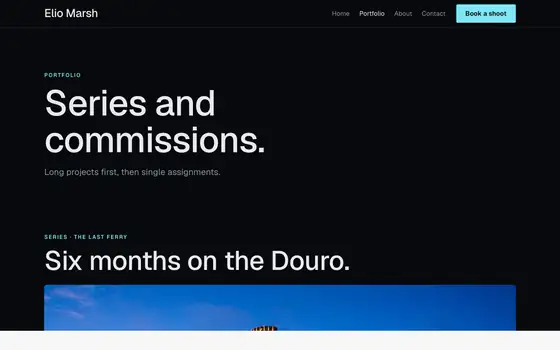 Elio Marsh
Home
Portfolio
About
Contact
Book a shoot
PORTFOLIO
Series and
commissions.
Long projects first, then single assignments.
SERIES · THE LAST FERRY
Six months on the Douro.